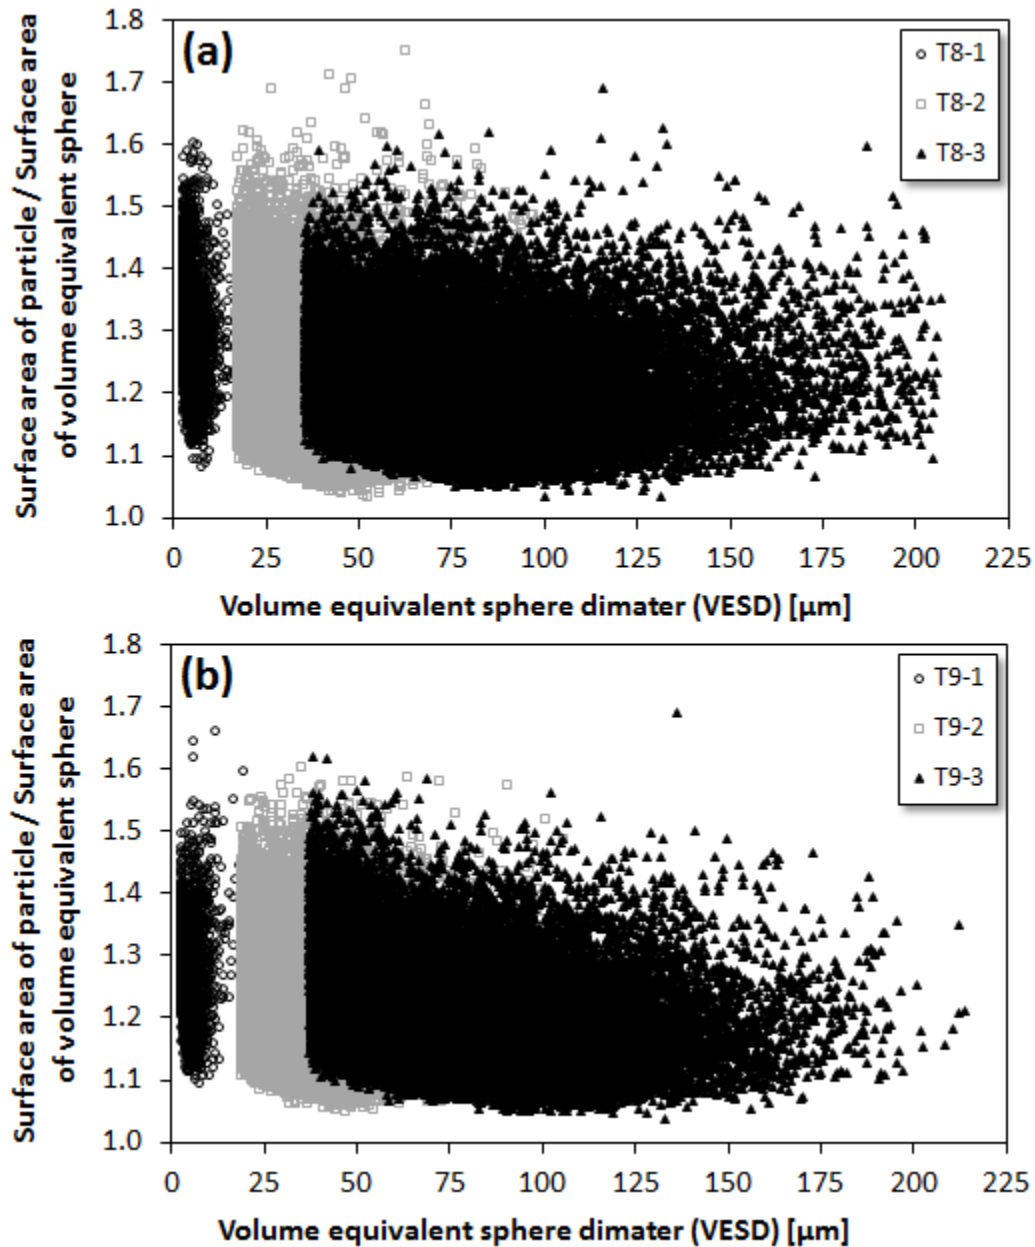 (a)
Surface area of particle / Surface area
of volume equivalent sphere
1.8
1.7
1.6
1.5
1.4
1.3
1.2
1.1
1.0
T8-1
T8-2
T8-3
0 25 50 75 100 125 150 175 200 225
Volume equivalent sphere dimater (VESD) [µm]
(b)
Surface area of particle / Surface area
of volume equivalent sphere
1.8
1.7
1.6
1.5
1.4
1.3
1.2
1.1
1.0
T9-1
T9-2
T9-3
0 25 50 75 100 125 150 175 200 225
Volume equivalent sphere dimater (VESD) [µm]